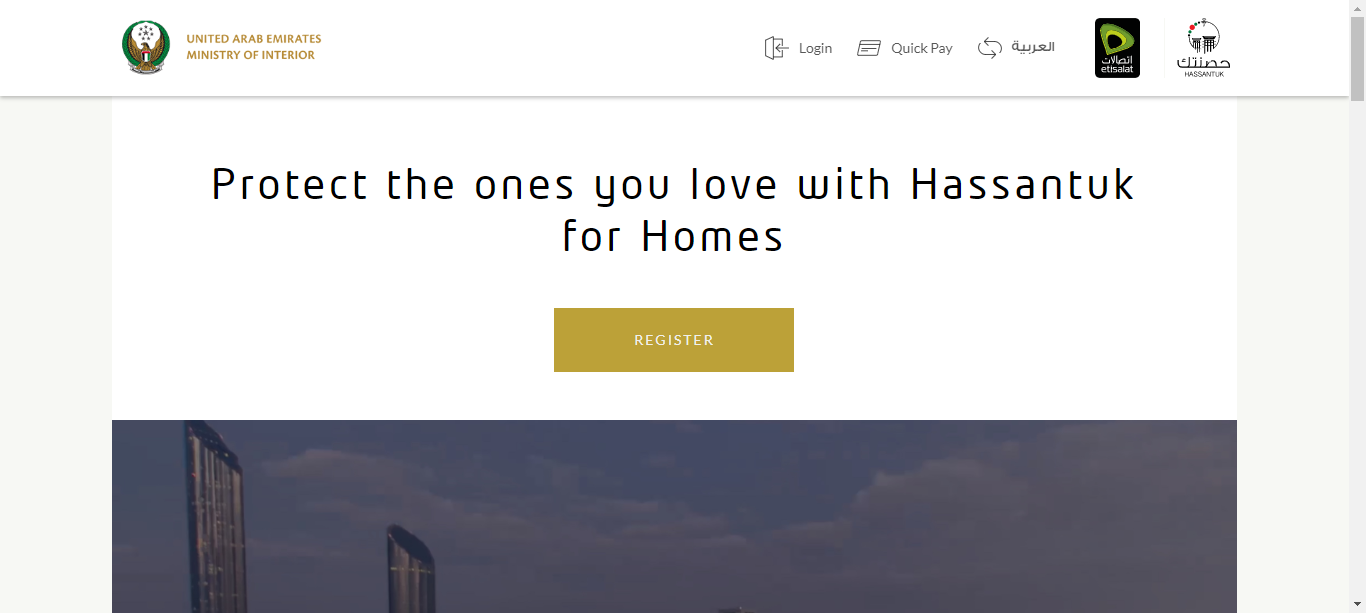 UNITED ARAB EMIRATES
MINISTRY OF INTERIOR
Login
Quick Pay
العربية
اتصالات
etisalat
حصنتك
HASSANTUK
Protect the ones you love with Hassantuk
for Homes
REGISTER